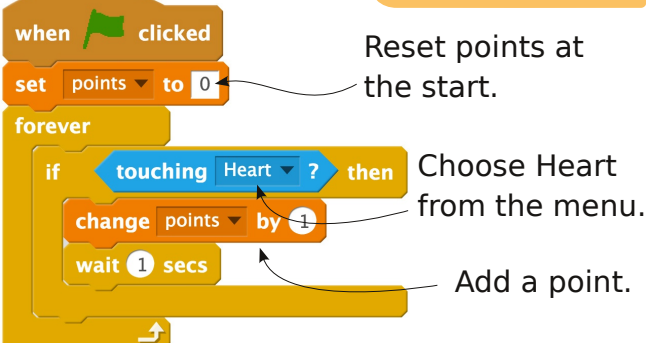 when clicked
set points to 0
Reset points at
the start.
forever
if touching Heart ? then
Choose Heart
from the menu.
change points by 1
wait 1 secs
Add a point.